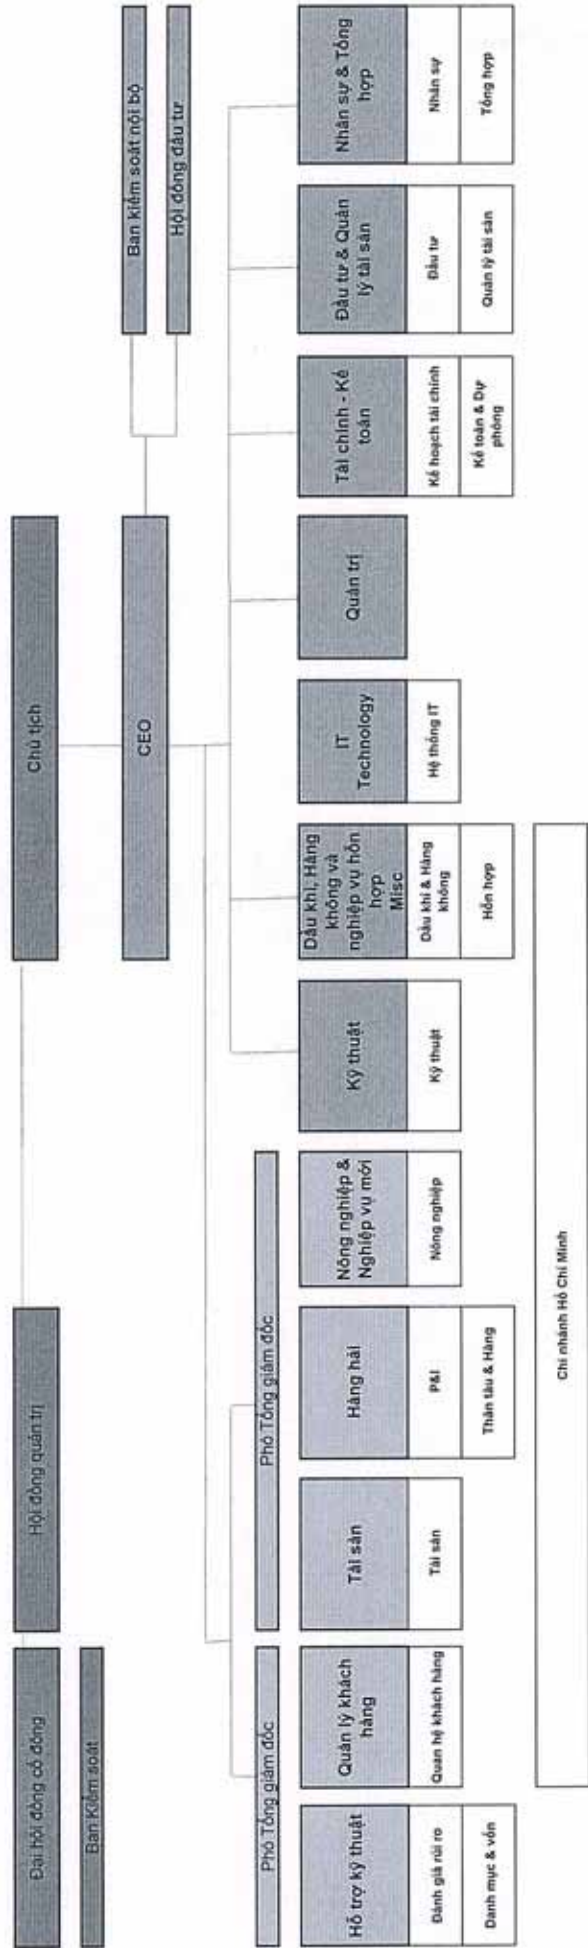 Đại hội đồng cổ đông
Hội đồng quản trị
Chủ tịch
Ban Kiểm soát
CEO
Ban kiểm soát nội bộ
Hội đồng đầu tư
Phó Tổng giám đốc
Phó Tổng giám đốc
Hỗ trợ kỹ thuật
Đánh giá rủi ro
Danh mục & vốn
Quản lý khách
hàng
Quan hệ khách hàng
Tài sản
Tài sản
Hàng hải
P&I
Thân tàu & Hàng
Nông nghiệp &
Nghiệp vụ mới
Nông nghiệp
Kỹ thuật
Kỹ thuật
Dầu khí, Hàng
không và
nghiệp vụ hỗn
hợp
Misc
Dầu khí & Hàng
không
Hỗn hợp
IT
Technology
Hệ thống IT
Quản trị
Tài chính - Kế
toán
Kế hoạch tài chính
Kế toán & Dự
phòng
Đầu tư & Quản
lý tài sản
Đầu tư
Quản lý tài sản
Nhân sự & Tổng
hợp
Nhân sự
Tổng hợp
Chi nhánh Hồ Chí Minh